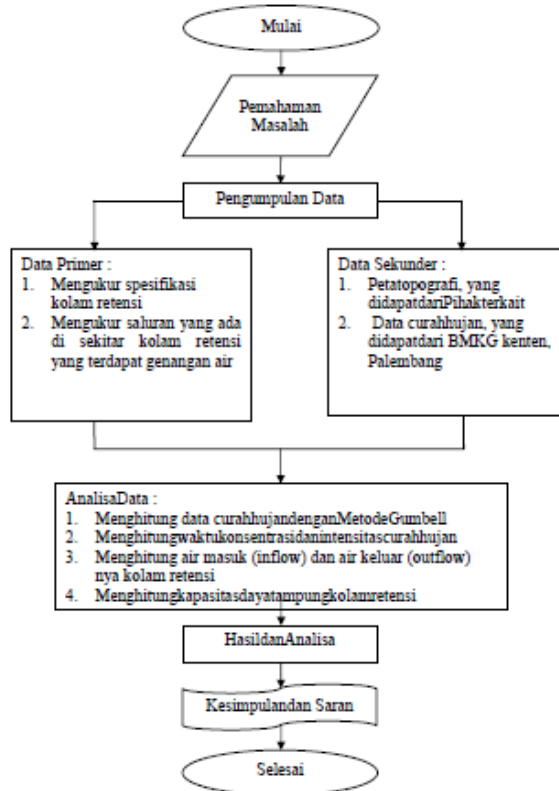 Mulai
Pemahaman
Masalah
Pengumpulan Data
Data Primer :
1. Mengukur spesifikasi
kolam retensi
2. Mengukur saluran yang ada
di sekitar kolam retensi
yang terdapat genangan air
Data Sekunder :
1. Petatopografi, yang
didapatdariPihakterkait
2. Data curahhujan, yang
didapatdari BMKG kenten,
Palembang
AnalisaData :
1. Menghitung data curahhujandenganMetodeGumbell
2. Menghitungwaktukonsentrasidanintensitascurahhujan
3. Menghitung air masuk (inflow) dan air keluar (outflow)
nya kolam retensi
4. Menghitungkapasitasdayatampungkolamretensi
HasildanAnalisa
Kesimpulandan Saran
Selesai